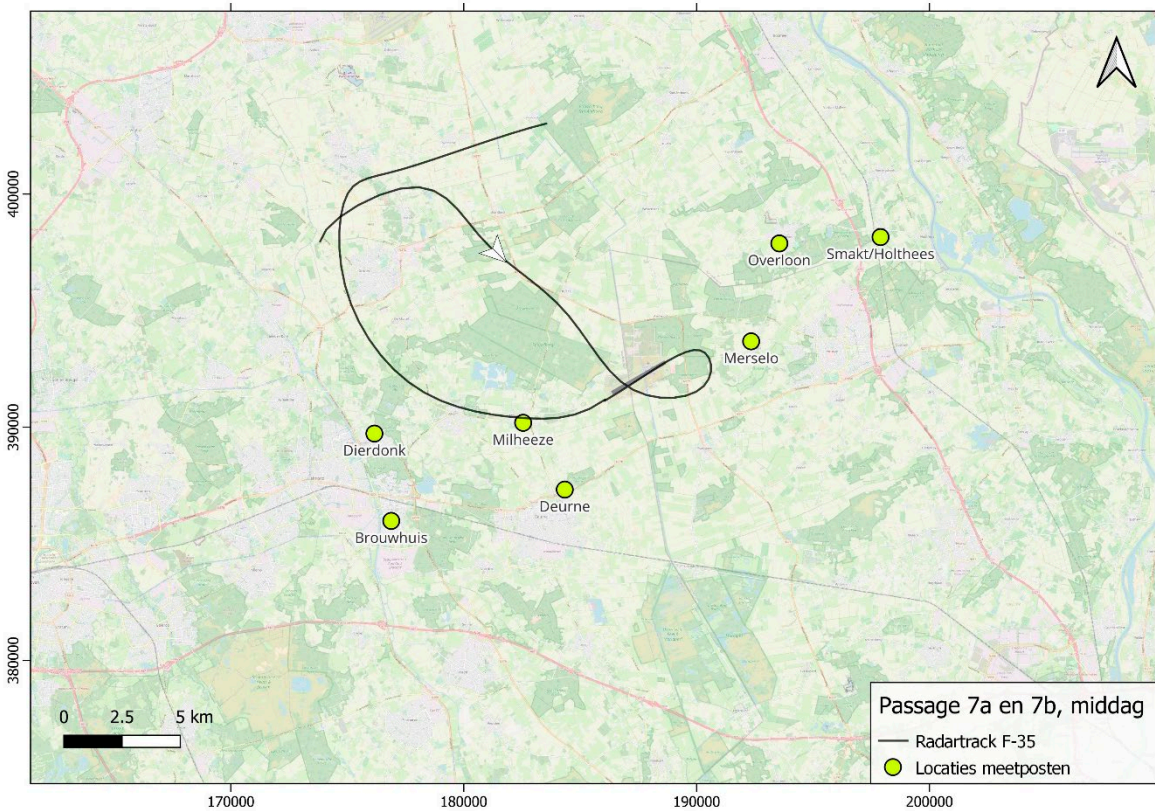 400000
390000
380000
Overloon
Smakt/Holthees
Merselo
Milheeze
Dierdonk
Deurne
Brouwhuis
0 2.5 5 km
Passage 7a en 7b, middag
Radartrack F-35
Locaties meetposten
170000 180000 190000 200000